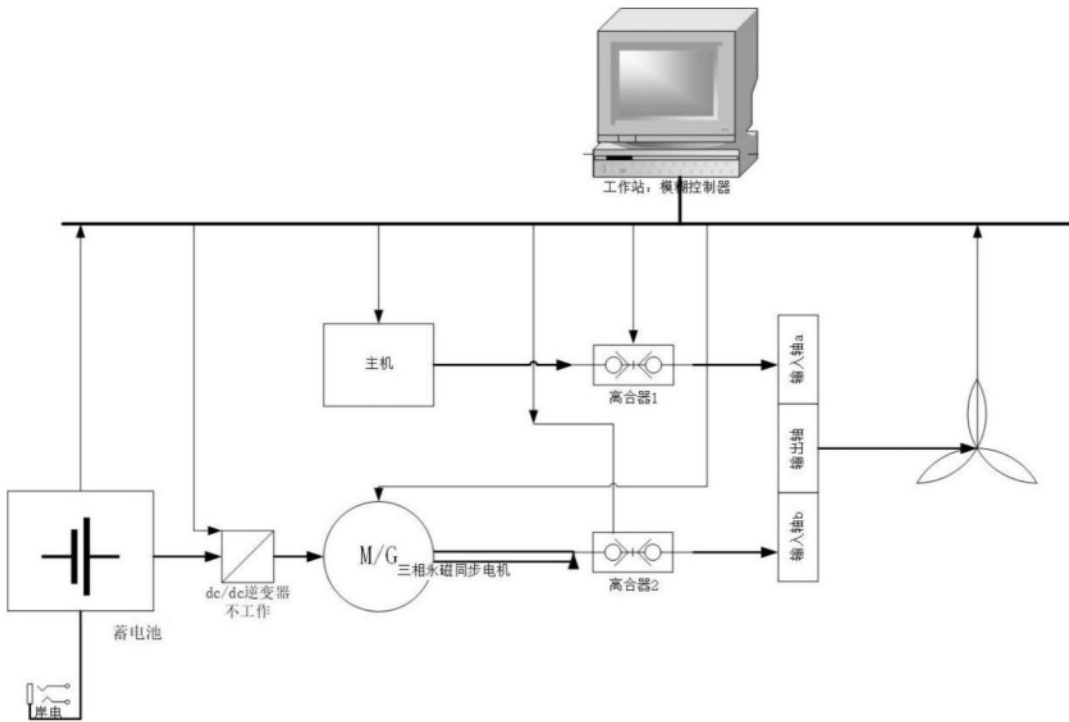 工作站：模糊控制器
主机
离合器1
输入轴a
输出轴
输入轴b
M/G
三相永磁同步电机
离合器2
dc/dc逆变器
不工作
蓄电池
岸电